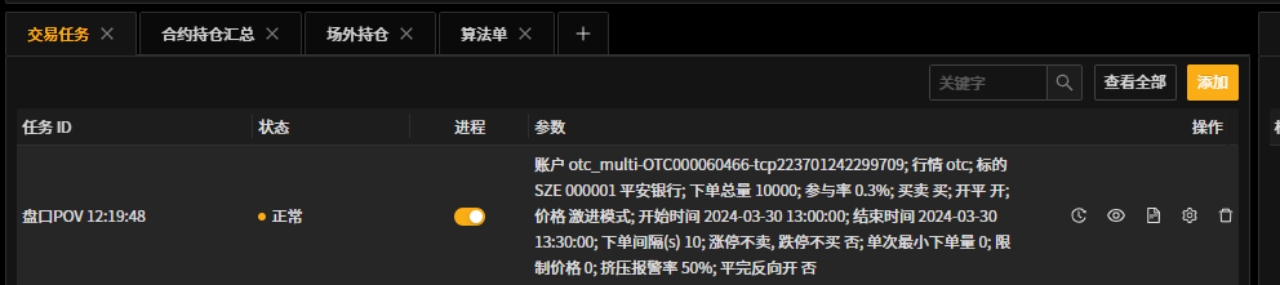 交易任务 合约持仓汇总 场外持仓 算法单
关键字 查看全部 添加
任务 ID 状态 进程 参数 操作
账户 otc_multi-OTC000060466-tcp223701242299709; 行情 otc; 标的
SZE 000001 平安银行; 下单总量 10000; 参与率 0.3%; 买卖 买; 开平 开;
盘口POV 12:19:48 正常 价格 激进模式; 开始时间 2024-03-30 13:00:00; 结束时间 2024-03-30
13:30:00; 下单间隔(s) 10; 涨停不卖, 跌停不买 否; 单次最小下单量 0; 限
制价格 0; 挤压报警率 50%; 平完反向开 否